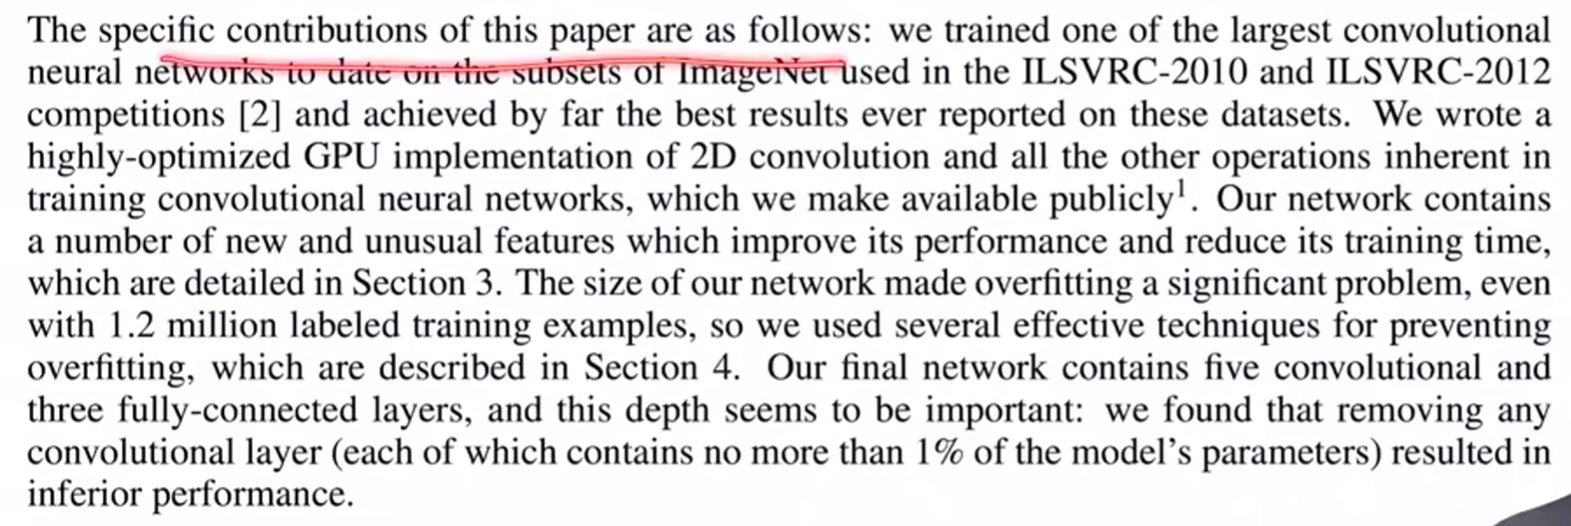 The specific contributions of this paper are as follows: we trained one of the largest convolutional
neural networks to date on the subsets of ImageNet used in the ILSVRC-2010 and ILSVRC-2012
competitions [2] and achieved by far the best results ever reported on these datasets. We wrote a
highly-optimized GPU implementation of 2D convolution and all the other operations inherent in
training convolutional neural networks, which we make available publicly¹. Our network contains
a number of new and unusual features which improve its performance and reduce its training time,
which are detailed in Section 3. The size of our network made overfitting a significant problem, even
with 1.2 million labeled training examples, so we used several effective techniques for preventing
overfitting, which are described in Section 4. Our final network contains five convolutional and
three fully-connected layers, and this depth seems to be important: we found that removing any
convolutional layer (each of which contains no more than 1% of the model's parameters) resulted in
inferior performance.